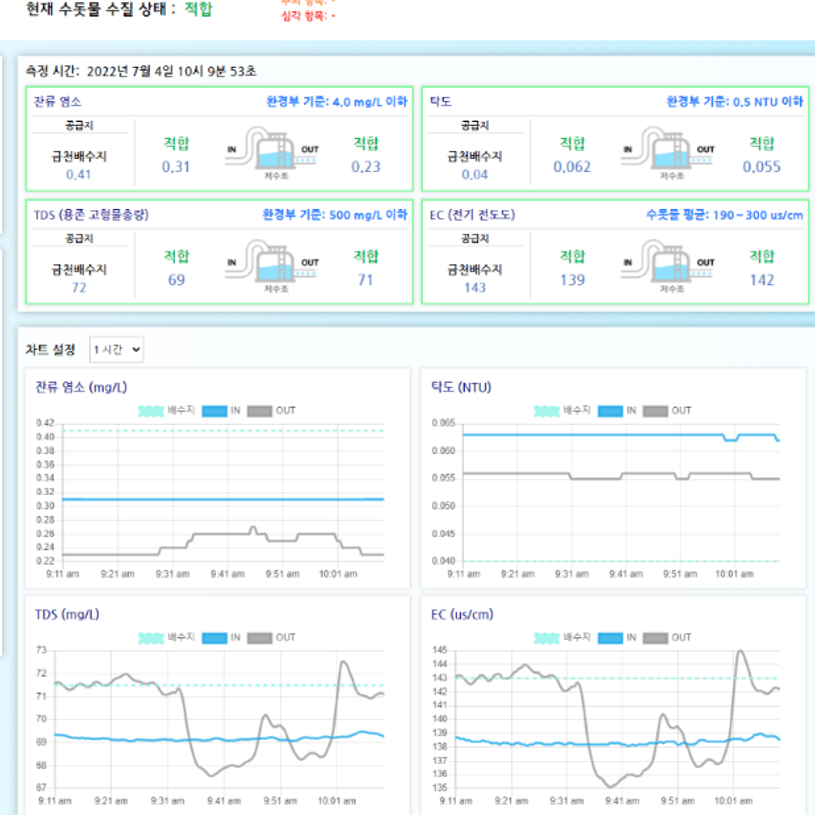 현재 수돗물 수질 상태 : 적합
심각 항목: -
측정 시간: 2022년 7월 4일 10시 9분 53초
잔류 염소 환경부 기준: 4.0 mg/L 이하
공급지
금천배수지
0.41
적합
0.31
IN
OUT
저수조
적합
0.23
탁도 환경부 기준: 0.5 NTU 이하
공급지
금천배수지
0.04
적합
0.062
IN
OUT
저수조
적합
0.055
TDS (용존 고형물총량) 환경부 기준: 500 mg/L 이하
공급지
금천배수지
72
적합
69
IN
OUT
저수조
적합
71
EC (전기 전도도) 수돗물 평균: 190~300 us/cm
공급지
금천배수지
143
적합
139
IN
OUT
저수조
적합
142
차트 설정 1 시간
잔류 염소 (mg/L)
배수지 IN OUT
0.42
0.40
0.38
0.36
0.34
0.32
0.30
0.28
0.26
0.24
0.22
9:11 am 9:21 am 9:31 am 9:41 am 9:51 am 10:01 am
탁도 (NTU)
배수지 IN OUT
0.065
0.060
0.055
0.050
0.045
0.040
9:11 am 9:21 am 9:31 am 9:41 am 9:51 am 10:01 am
TDS (mg/L)
배수지 IN OUT
73
72
71
70
69
68
67
9:11 am 9:21 am 9:31 am 9:41 am 9:51 am 10:01 am
EC (us/cm)
배수지 IN OUT
145
144
143
142
141
140
139
138
137
136
135
9:11 am 9:21 am 9:31 am 9:41 am 9:51 am 10:01 am